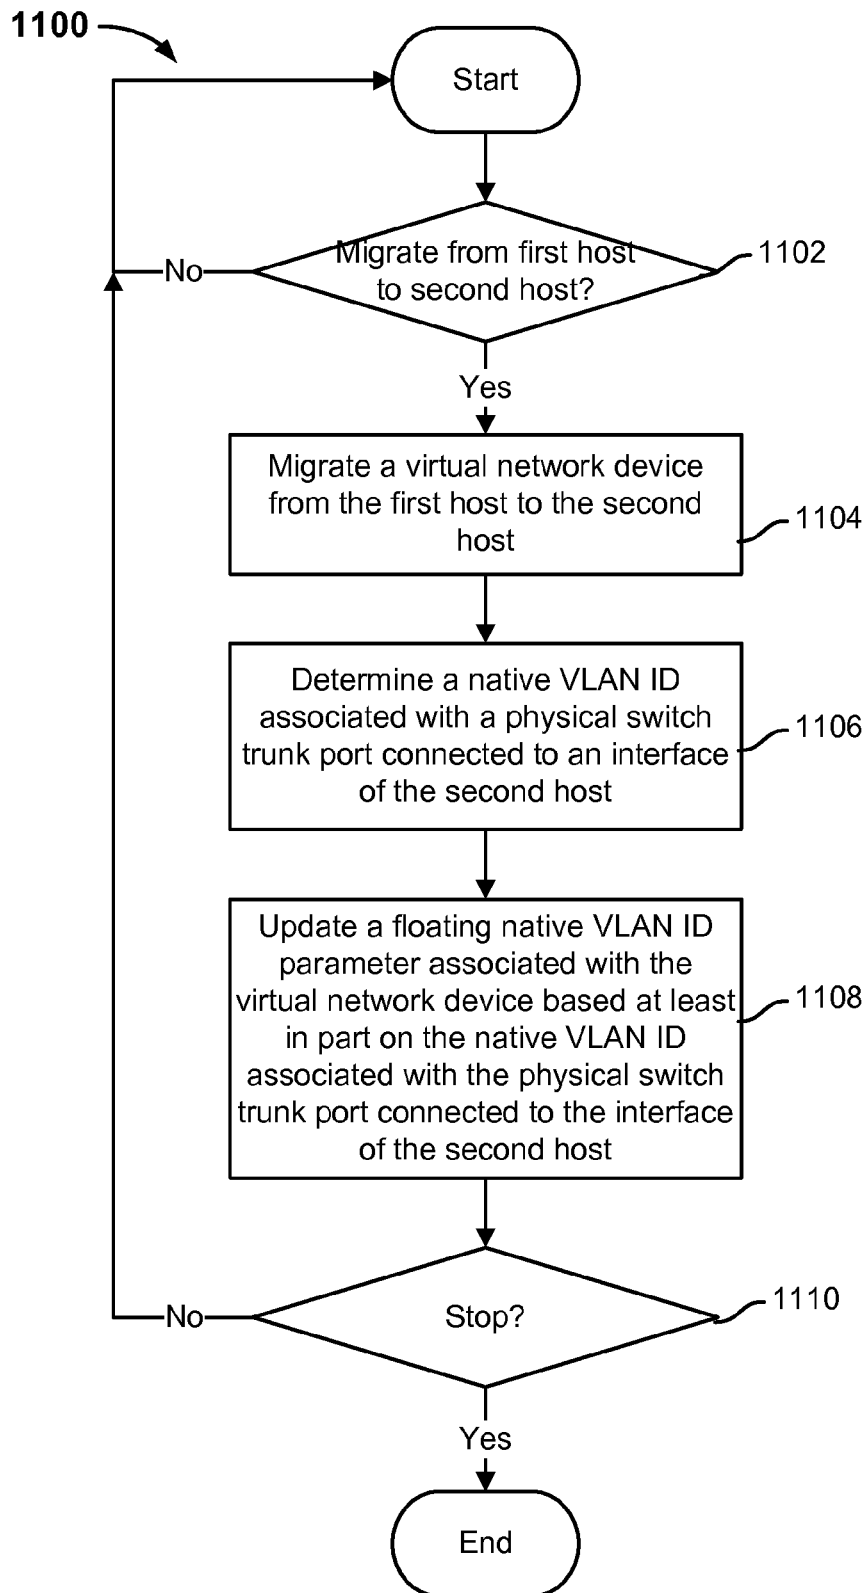 1100
Start
Migrate from first host
to second host?
1102
No
Yes
Migrate a virtual network device
from the first host to the second
host
1104
Determine a native VLAN ID
associated with a physical switch
trunk port connected to an interface
of the second host
1106
Update a floating native VLAN ID
parameter associated with the
virtual network device based at least
in part on the native VLAN ID
associated with the physical switch
trunk port connected to the interface
of the second host
1108
Stop?
1110
No
Yes
End